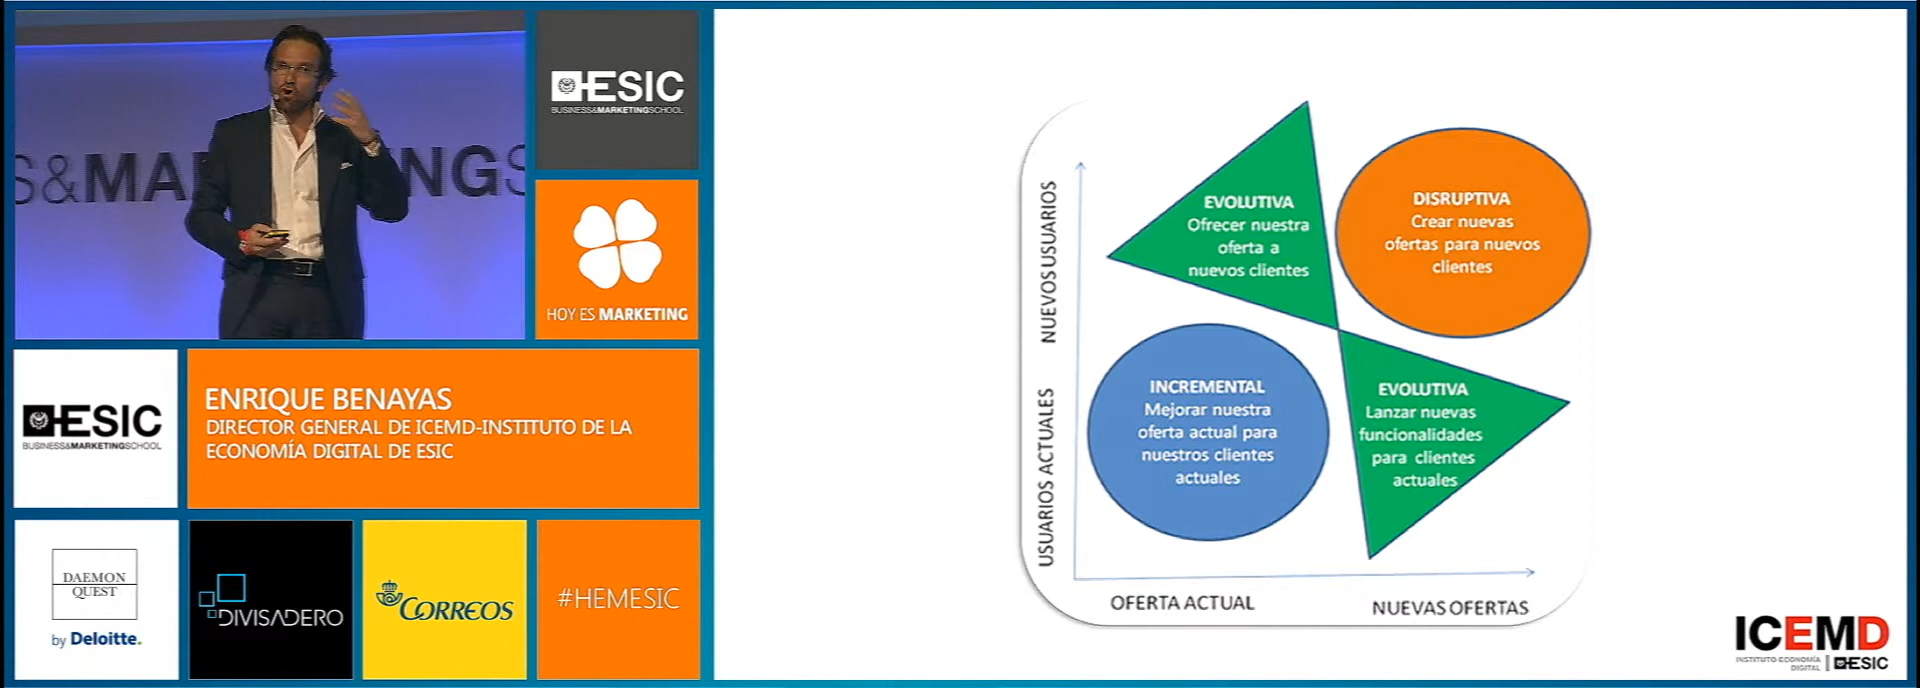 S&MA
NGS
ESIC
BUSINESS&MARKETINGSCHOOL
HOY ES MARKETING
ESIC
BUSINESS&MARKETINGSCHOOL
ENRIQUE BENAYAS
DIRECTOR GENERAL DE ICEMD-INSTITUTO DE LA
ECONOMÍA DIGITAL DE ESIC
DAEMON
QUEST
by Deloitte.
DIVISADERO
CORREOS
#HEMESIC
NUEVOS USUARIOS
USUARIOS ACTUALES
EVOLUTIVA
Ofrecer nuestra
oferta a
nuevos clientes
DISRUPTIVA
Crear nuevas
ofertas para nuevos
clientes
INCREMENTAL
Mejorar nuestra
oferta actual para
nuestros clientes
actuales
EVOLUTIVA
Lanzar nuevas
funcionalidades
para clientes
actuales
OFERTA ACTUAL
NUEVAS OFERTAS
ICEMD
INSTITUTO ECONOMÍA
DIGITAL
ESIC